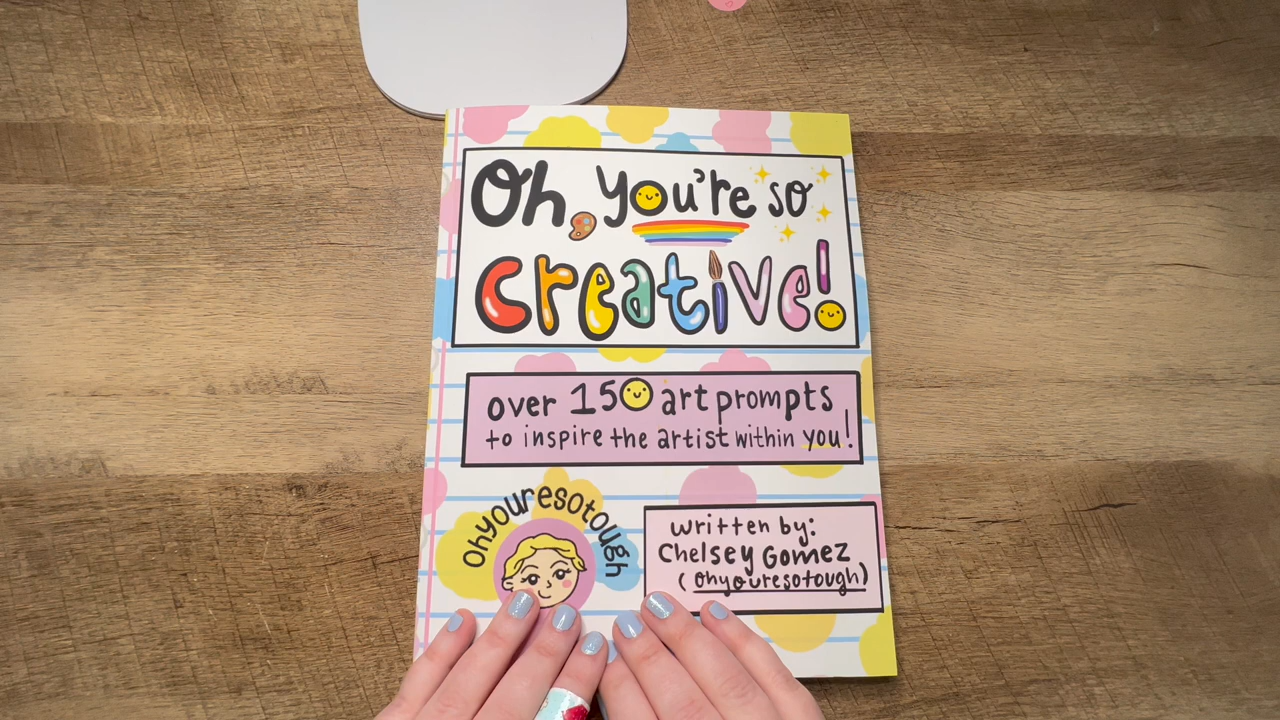 Oh, you're so
creative!
over 150 art prompts
to inspire the artist within you!
Ohyouresotough
written by:
Chelsey Gomez
(ohyouresotough)